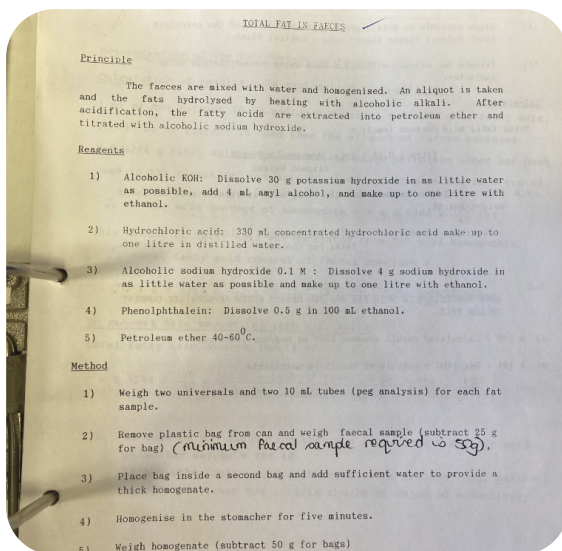 TOTAL FAT IN FAECES
Principle
The faeces are mixed with water and homogenised. An aliquot is taken
and the fats hydrolysed by heating with alcoholic alkali. After
acidification, the fatty acids are extracted into petroleum ether and
titrated with alcoholic sodium hydroxide.
Reagents
1) Alcoholic KOH: Dissolve 30 g potassium hydroxide in as little water
as possible, add 4 mL amyl alcohol, and make up to one litre with
ethanol.
2) Hydrochloric acid: 330 mL concentrated hydrochloric acid make up to
one litre in distilled water.
3) Alcoholic sodium hydroxide 0.1 M : Dissolve 4 g sodium hydroxide in
as little water as possible and make up to one litre with ethanol.
4) Phenolphthalein: Dissolve 0.5 g in 100 mL ethanol.
5) Petroleum ether 40-60⁰C.
Method
1) Weigh two universals and two 10 mL tubes (peg analysis) for each fat
sample.
2) Remove plastic bag from can and weigh faecal sample (subtract 25 g
for bag) (minimum faecal sample required is 50g).
3) Place bag inside a second bag and add sufficient water to provide a
thick homogenate.
4) Homogenise in the stomacher for five minutes.
5) Weigh homogenate (subtract 50 g for bags)